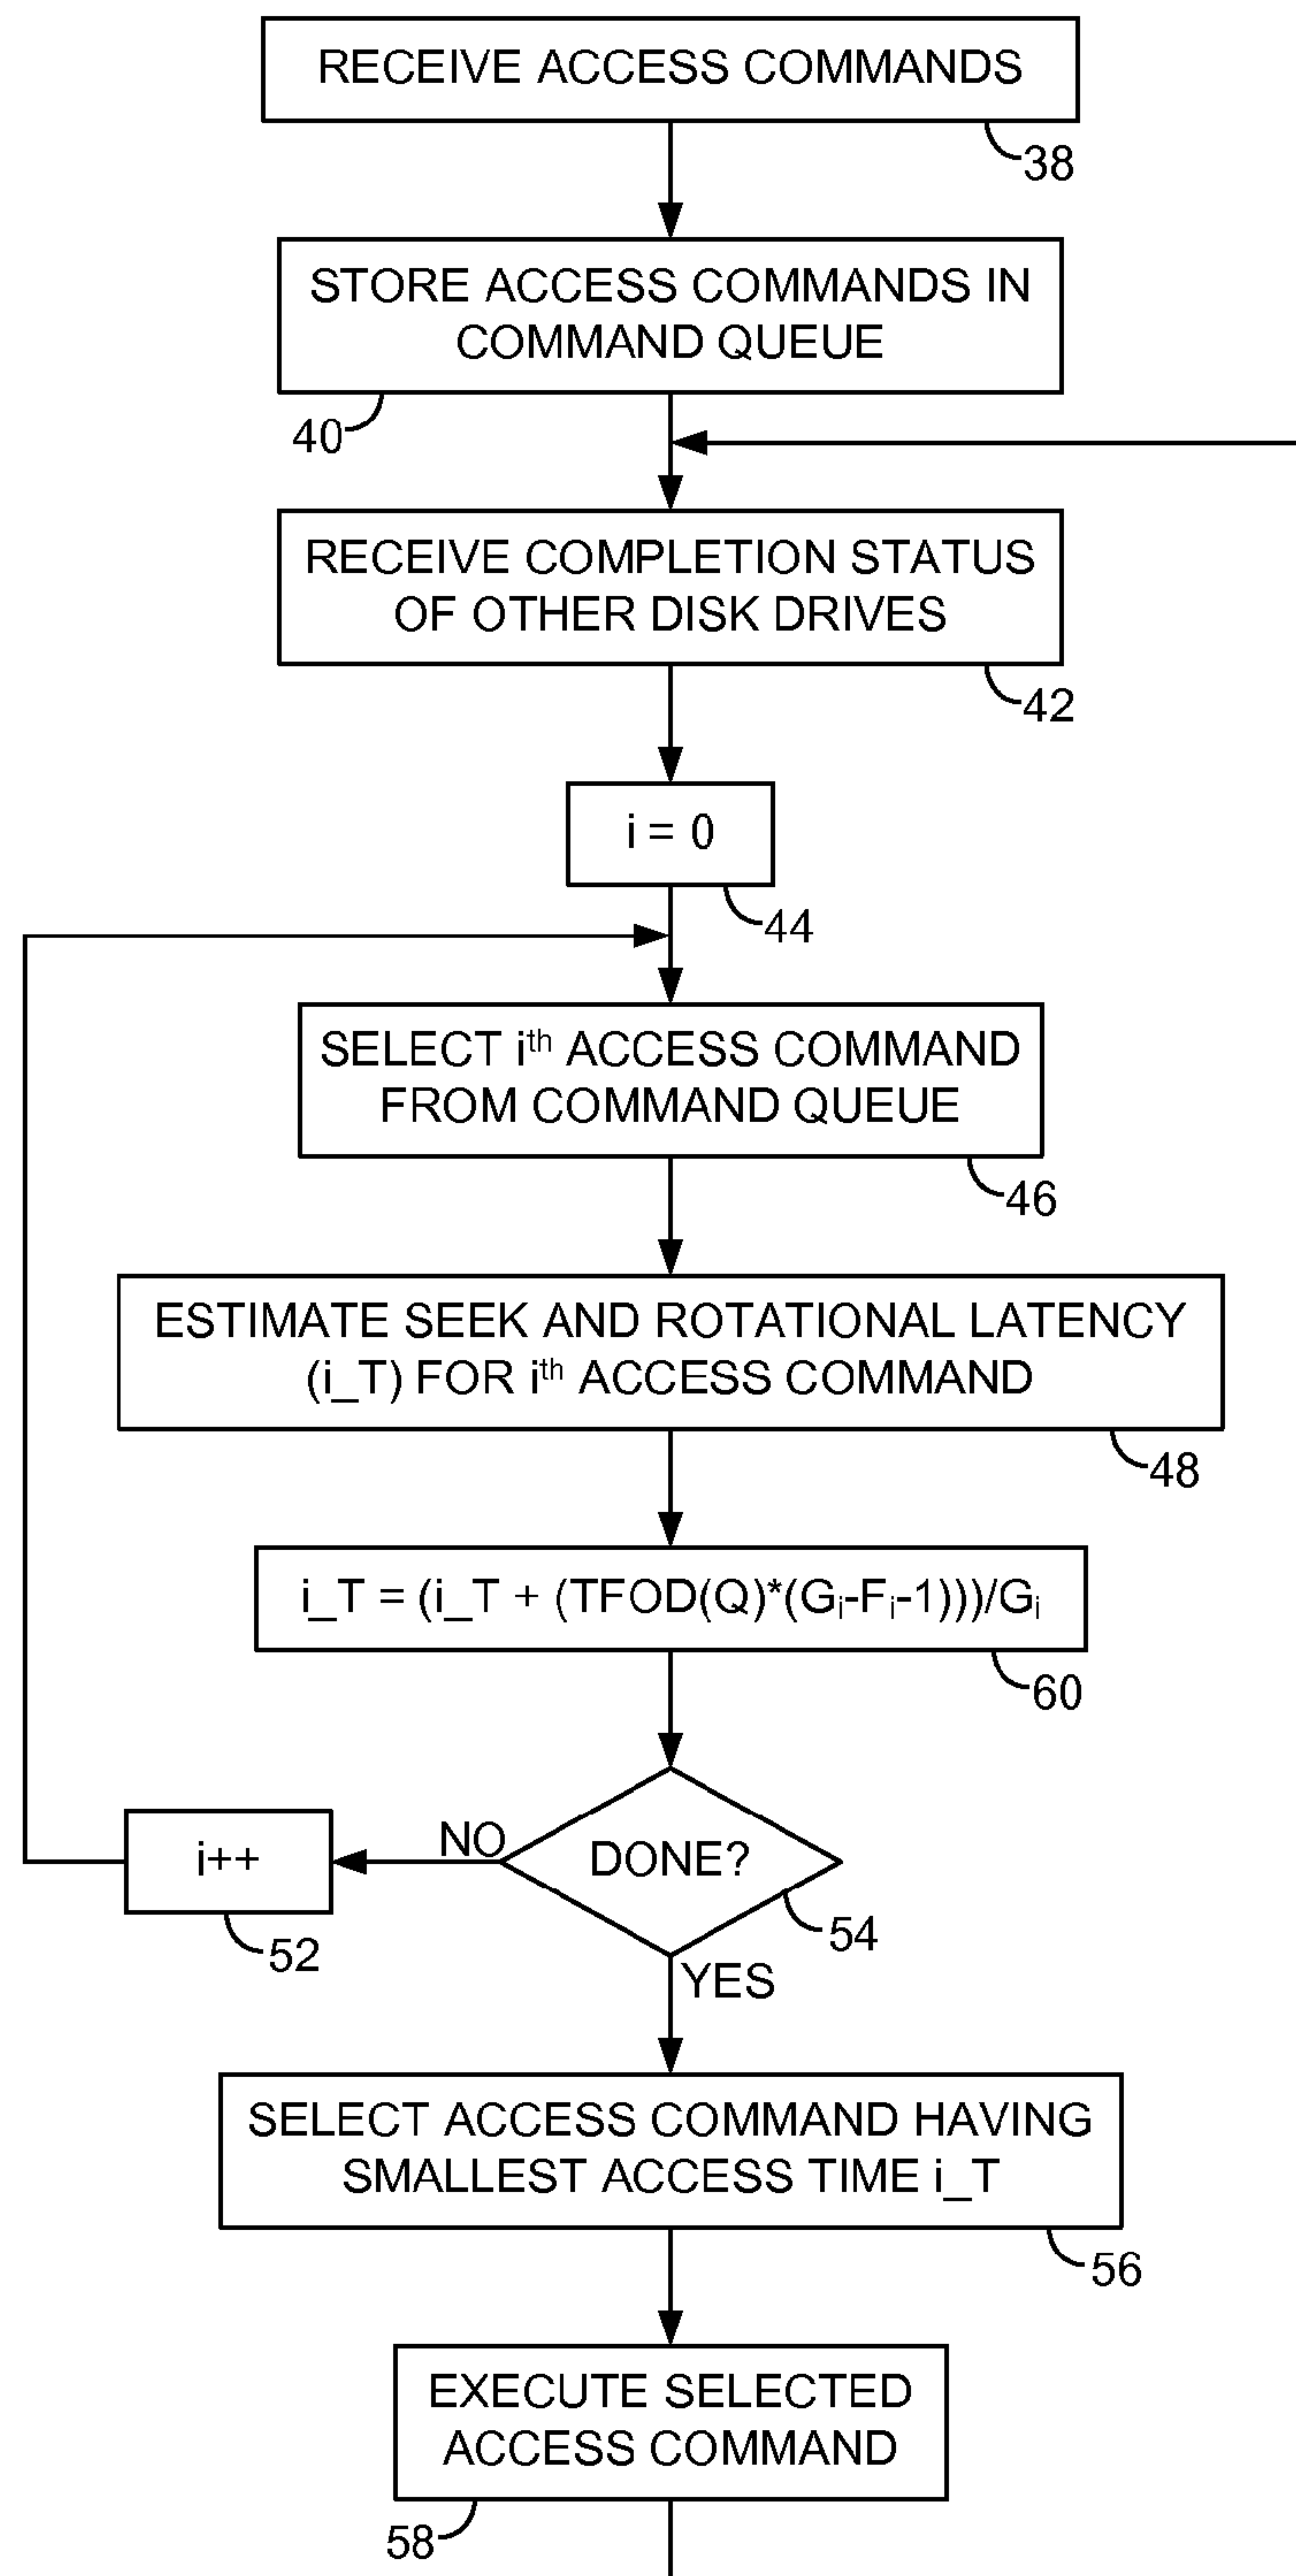 RECEIVE ACCESS COMMANDS
38
STORE ACCESS COMMANDS IN
COMMAND QUEUE
40
RECEIVE COMPLETION STATUS
OF OTHER DISK DRIVES
42
i = 0
44
SELECT ith ACCESS COMMAND
FROM COMMAND QUEUE
46
ESTIMATE SEEK AND ROTATIONAL LATENCY
(i_T) FOR ith ACCESS COMMAND
48
i_T = (i_T + (TFOD(Q)*(Gi-Fi-1)))/Gi
60
NO
i++
DONE?
54
52
YES
SELECT ACCESS COMMAND HAVING
SMALLEST ACCESS TIME i_T
56
EXECUTE SELECTED
ACCESS COMMAND
58